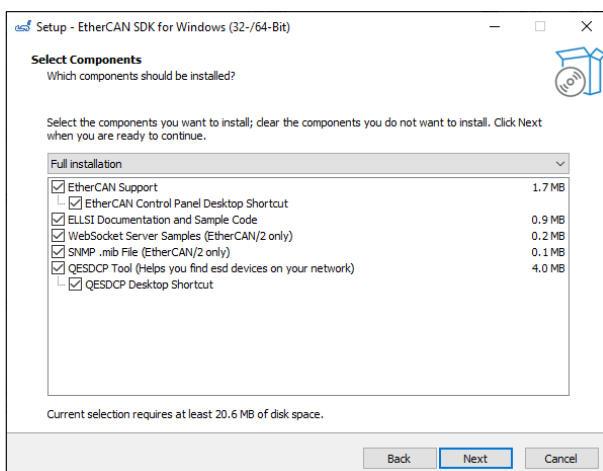 Setup - EtherCAN SDK for Windows (32-/64-Bit)
Select Components
Which components should be installed?
Select the components you want to install; clear the components you do not want to install. Click Next
when you are ready to continue.
Full installation
EtherCAN Support 1.7 MB
EtherCAN Control Panel Desktop Shortcut
ELLSI Documentation and Sample Code 0.9 MB
WebSocket Server Samples (EtherCAN/2 only) 0.2 MB
SNMP .mib File (EtherCAN/2 only) 0.1 MB
QESDCP Tool (Helps you find esd devices on your network) 4.0 MB
QESDCP Desktop Shortcut
Current selection requires at least 20.6 MB of disk space.
Back Next Cancel